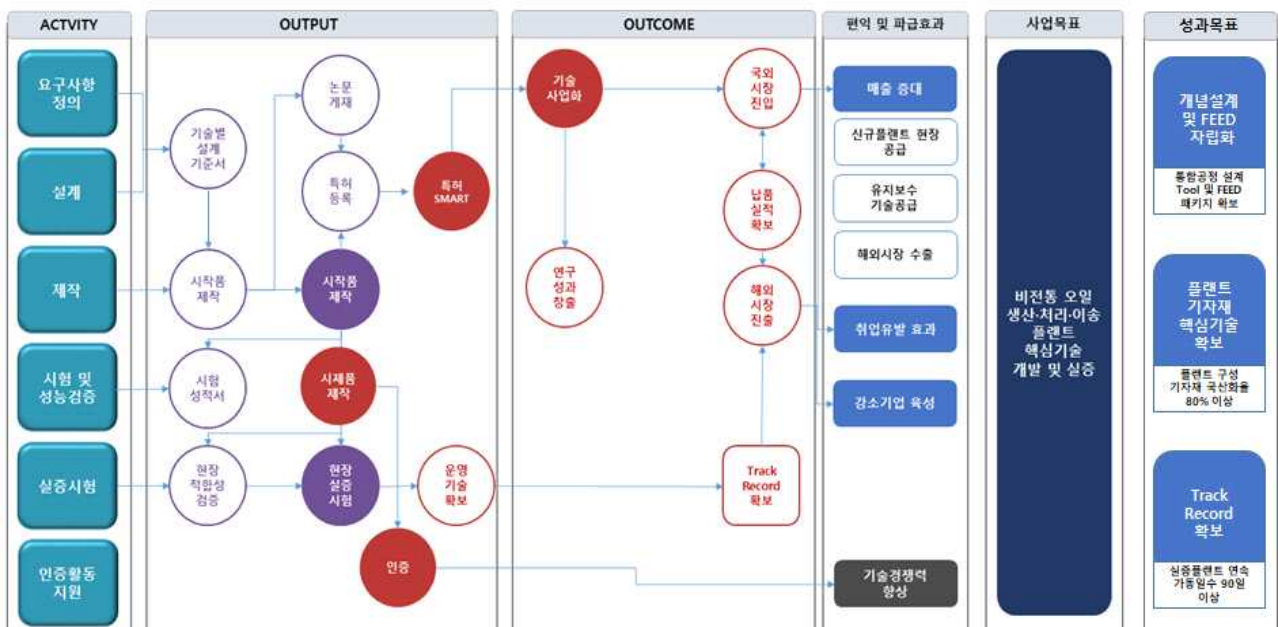 ACTVITY
요구사항
정의
설계
제작
시험 및
성능검증
실증시험
인증활동
지원
OUTPUT
논문
게재
기술별
설계
기준서
특허
등록
특허
SMART
시작품
제작
시작품
제작
시험
성적서
시제품
제작
현장
적합성
검증
현장
실증
시험
운영
기술
확보
인증
OUTCOME
기술
사업화
국외
시장
진입
납품
실적
확보
연구
성과
창출
해외
시장
진출
Track
Record
확보
편익 및 파급효과
매출 증대
신규플랜트 현장
공급
유지보수
기술공급
해외시장 수출
취업유발 효과
강소기업 육성
기술경쟁력
향상
사업목표
비전통 오일
생산·처리·이송
플랜트
핵심기술
개발 및 실증
성과목표
개념설계
및 FEED
자립화
통합공정 설계
Tool 및 FEED
패키지 확보
플랜트
기자재
핵심기술
확보
플랜트 구성
기자재 국산화율
80% 이상
Track
Record
확보
실증플랜트 연속
가동일수 90일
이상